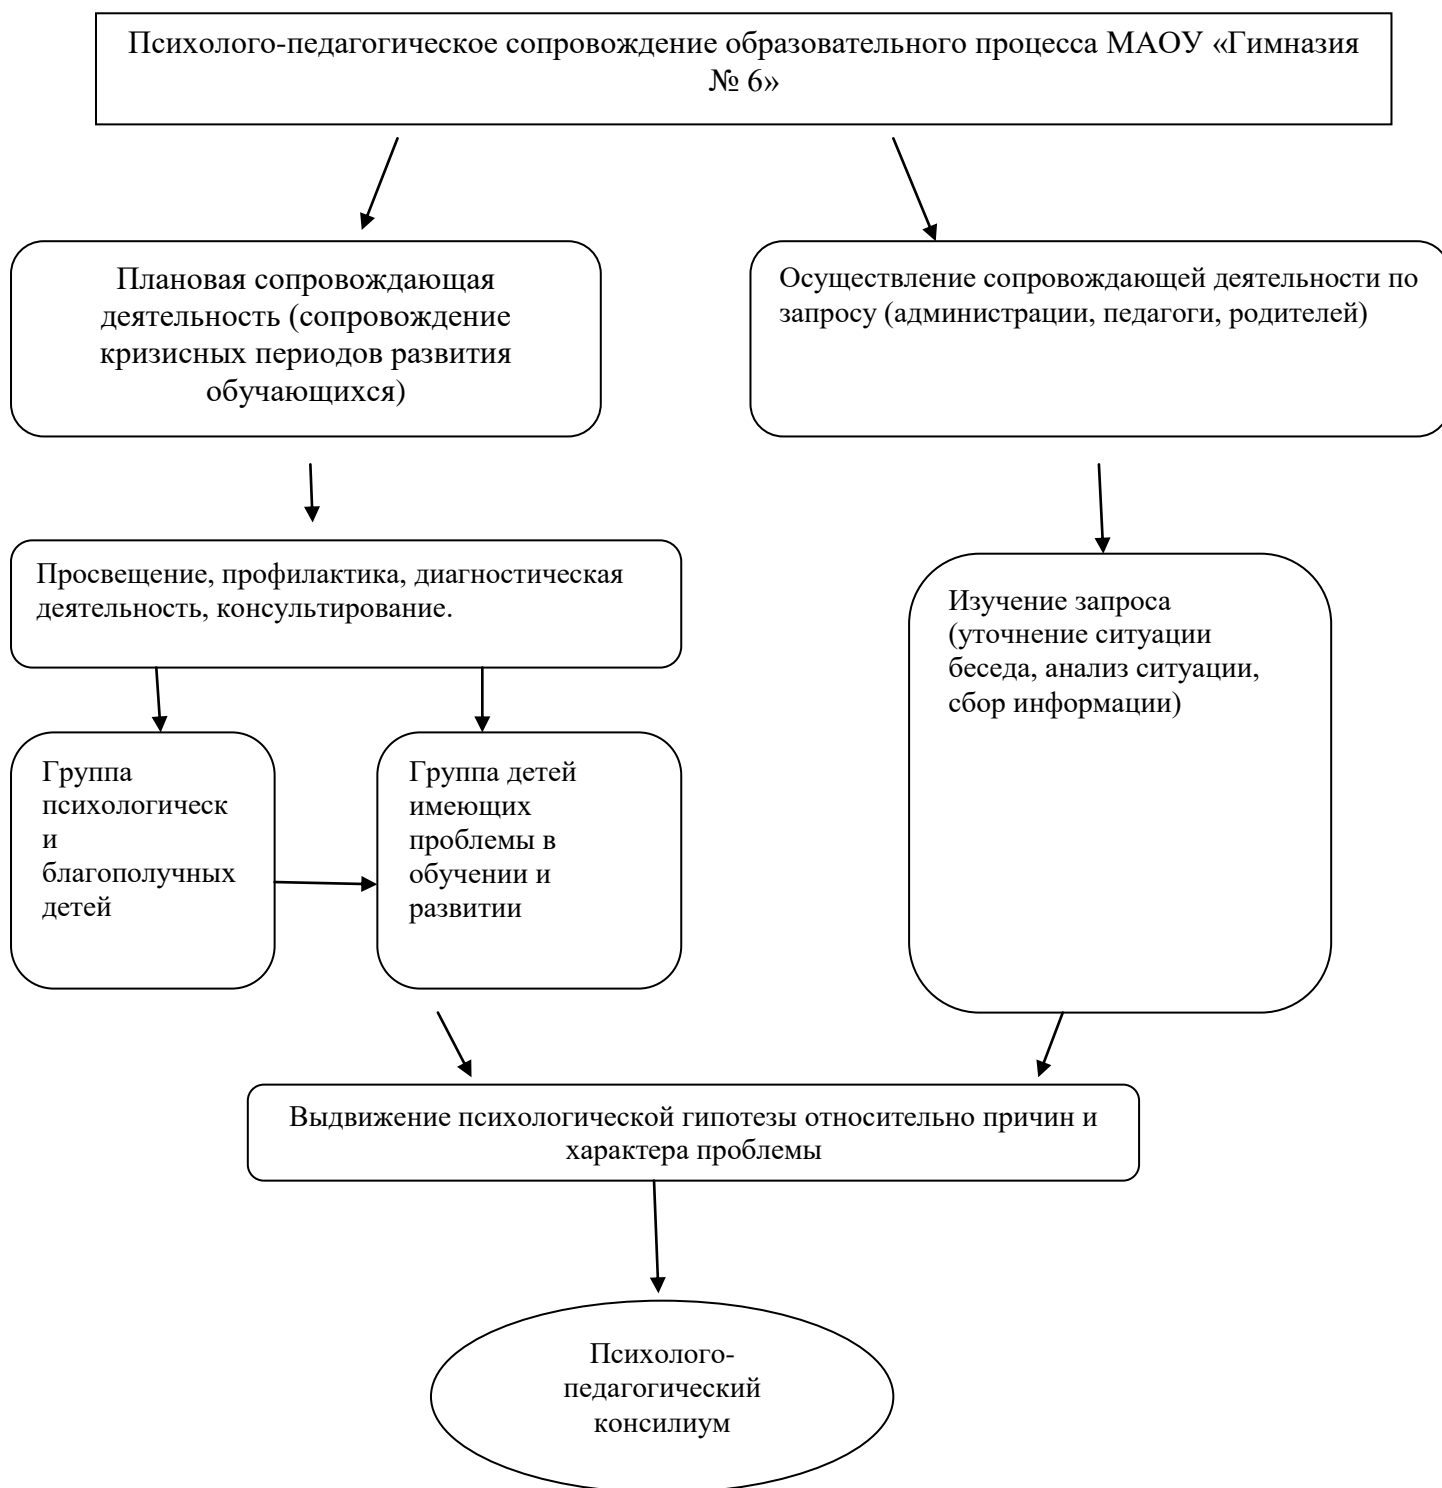 Психолого-педагогическое сопровождение образовательного процесса МАОУ «Гимназия
№ 6»
Плановая сопровождающая
деятельность (сопровождение
кризисных периодов развития
обучающихся)
Осуществление сопровождающей деятельности по
запросу (администрации, педагоги, родителей)
Просвещение, профилактика, диагностическая
деятельность, консультирование.
Изучение запроса
(уточнение ситуации
беседа, анализ ситуации,
сбор информации)
Группа
психологическ
и
благополучных
детей
Группа детей
имеющих
проблемы в
обучении и
развитии
Выдвижение психологической гипотезы относительно причин и
характера проблемы
Психолого-
педагогический
консилиум